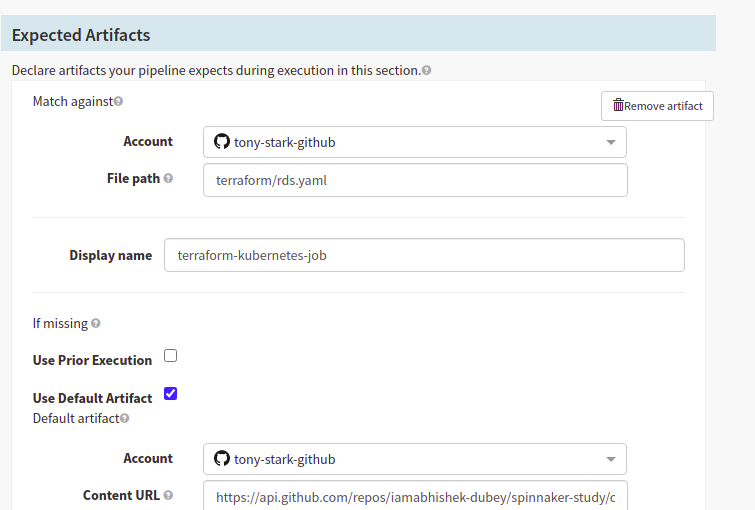 Expected Artifacts
Declare artifacts your pipeline expects during execution in this section.
Match against
Remove artifact
Account tony-stark-github
File path terraform/rds.yaml
Display name terraform-kubernetes-job
If missing
Use Prior Execution
Use Default Artifact
Default artifact
Account tony-stark-github
Content URL https://api.github.com/repos/iamabhishek-dubey/spinnaker-study/c